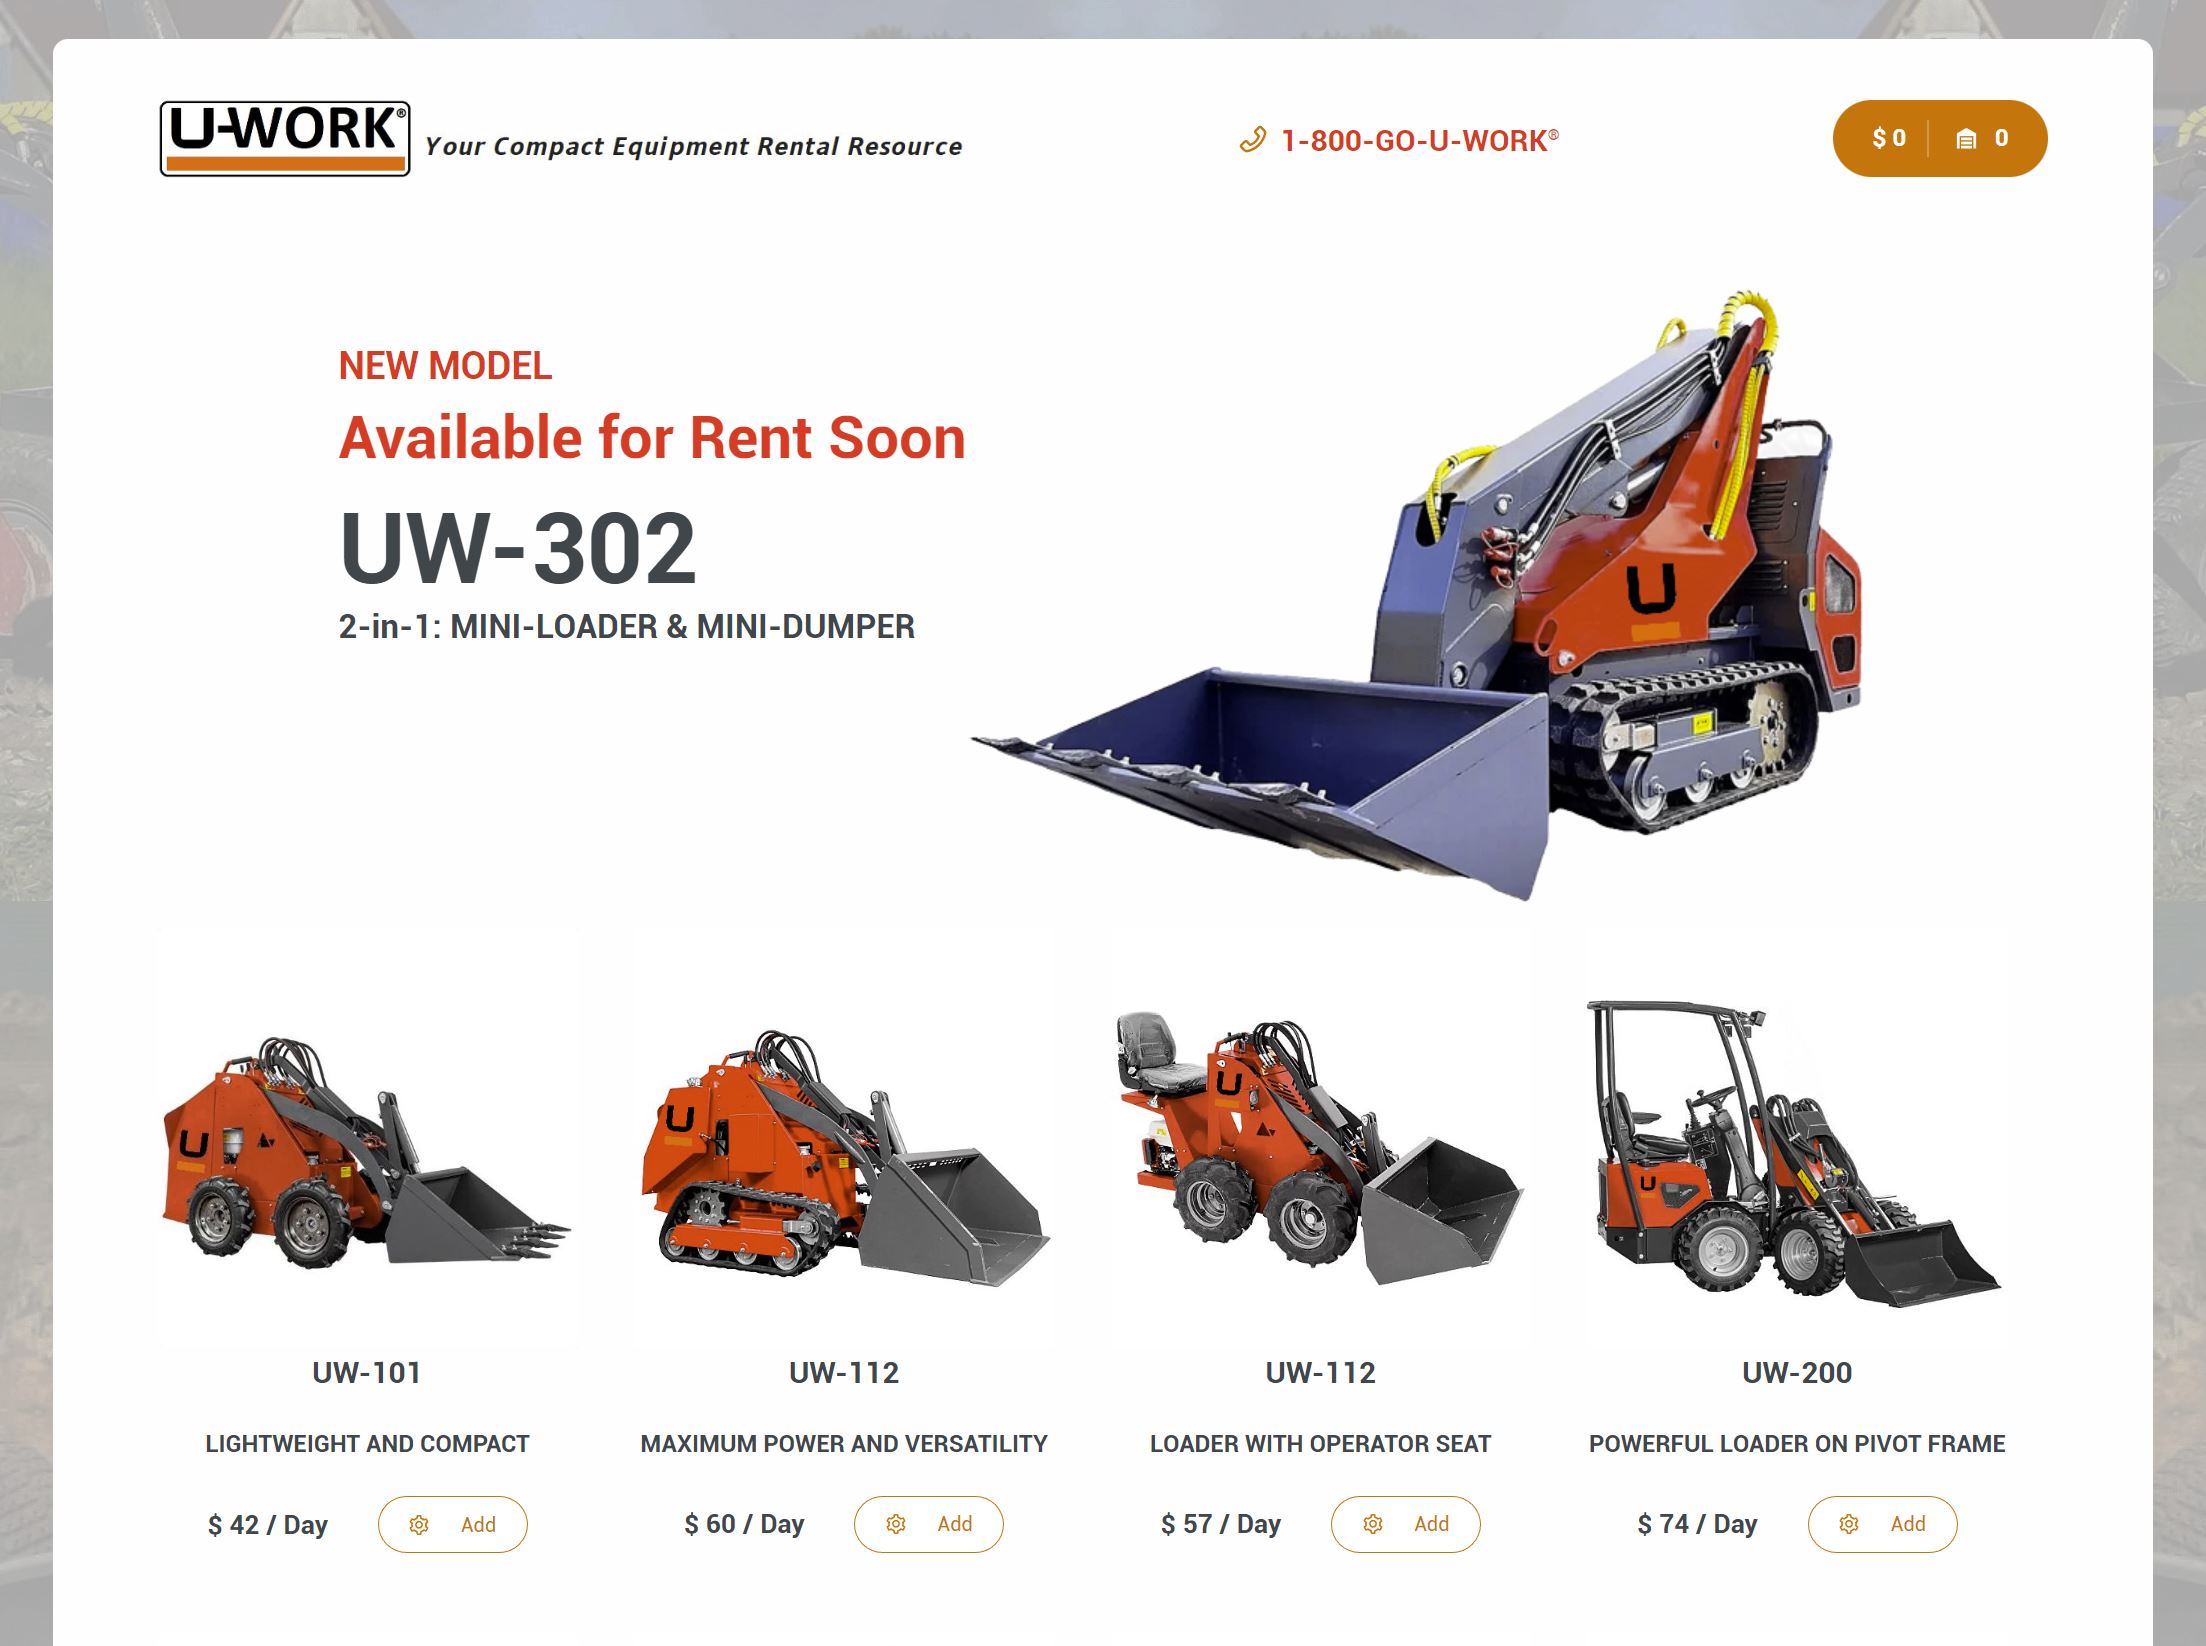 U-WORK®
Your Compact Equipment Rental Resource
1-800-GO-U-WORK®
$ 0
0
NEW MODEL
Available for Rent Soon
UW-302
2-in-1: MINI-LOADER & MINI-DUMPER
U
U
U
U
U
UW-101
UW-112
UW-112
UW-200
LIGHTWEIGHT AND COMPACT
MAXIMUM POWER AND VERSATILITY
LOADER WITH OPERATOR SEAT
POWERFUL LOADER ON PIVOT FRAME
$ 42 / Day
Add
$ 60 / Day
Add
$ 57 / Day
Add
$ 74 / Day
Add